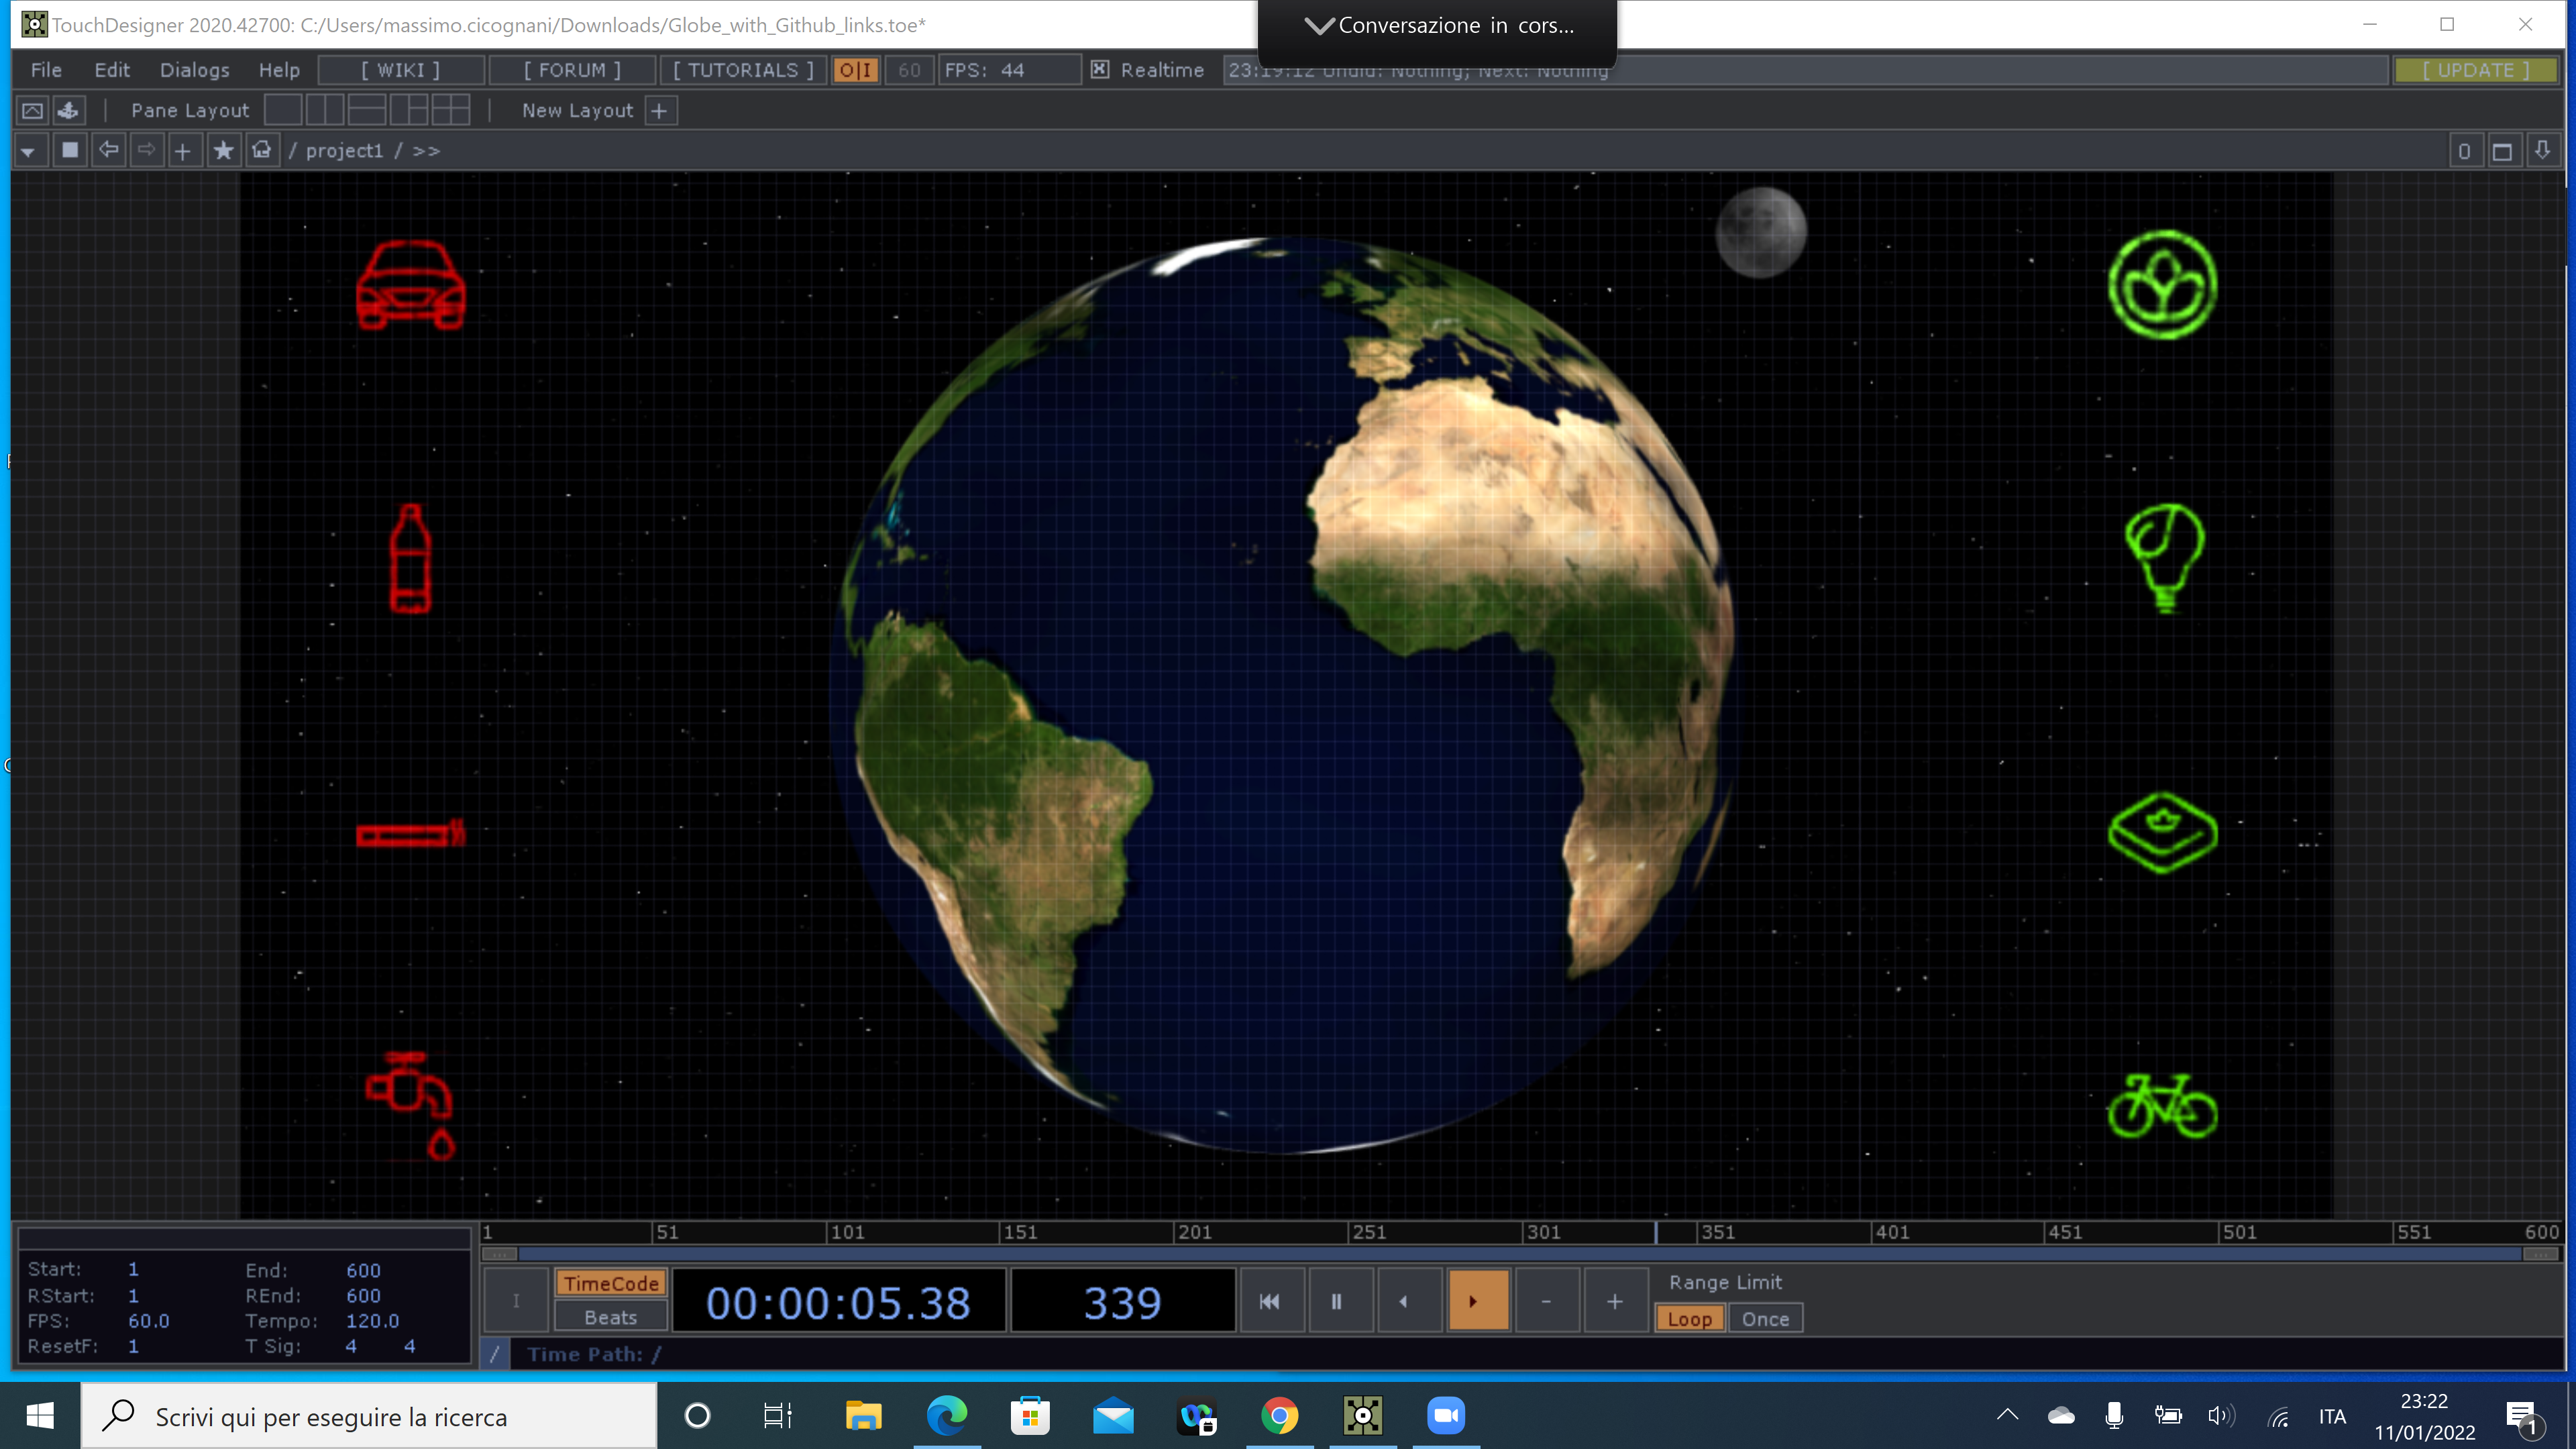 TouchDesigner 2020.42700: C:/Users/massimo.cicognani/Downloads/Globe_with_Github_links.toe*
Conversazione in cors...
File Edit Dialogs Help [ WIKI ] [ FORUM ] [ TUTORIALS ] O|I 60 FPS: 44 Realtime 23:19:12 Undid: Nothing; Next: Nothing [ UPDATE ]
Pane Layout New Layout +
/ project1 / >> 0
1 51 101 151 201 251 301 351 401 451 501 551 600
Start: 1 End: 600
RStart: 1 REnd: 600
FPS: 60.0 Tempo: 120.0
ResetF: 1 T Sig: 4 4
I TimeCode Beats 00:00:05.38 339 - + Range Limit
Loop Once
/ Time Path: /
Scrivi qui per eseguire la ricerca
ITA
23:22
11/01/2022
1